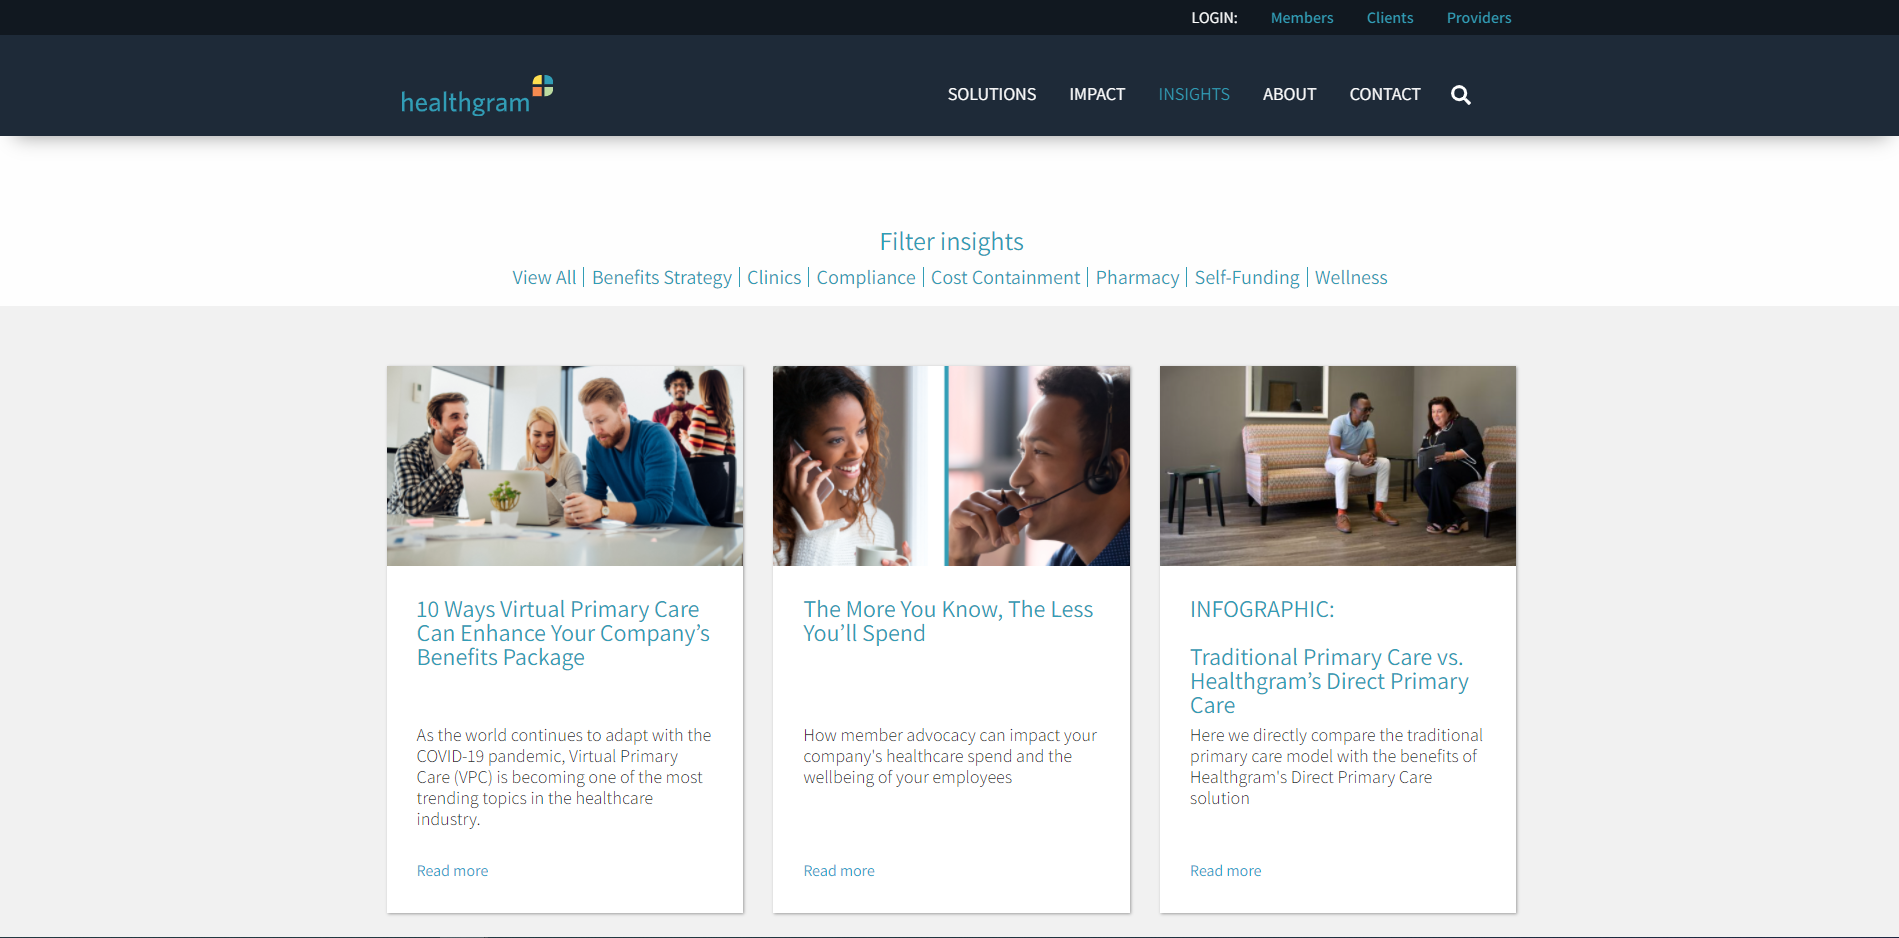 LOGIN: Members Clients Providers
healthgram
SOLUTIONS IMPACT INSIGHTS ABOUT CONTACT
Filter insights
View All | Benefits Strategy | Clinics | Compliance | Cost Containment | Pharmacy | Self-Funding | Wellness
10 Ways Virtual Primary Care
Can Enhance Your Company’s
Benefits Package
As the world continues to adapt with the
COVID-19 pandemic, Virtual Primary
Care (VPC) is becoming one of the most
trending topics in the healthcare
industry.
Read more
The More You Know, The Less
You’ll Spend
How member advocacy can impact your
company's healthcare spend and the
wellbeing of your employees
Read more
INFOGRAPHIC:
Traditional Primary Care vs.
Healthgram’s Direct Primary
Care
Here we directly compare the traditional
primary care model with the benefits of
Healthgram's Direct Primary Care
solution
Read more